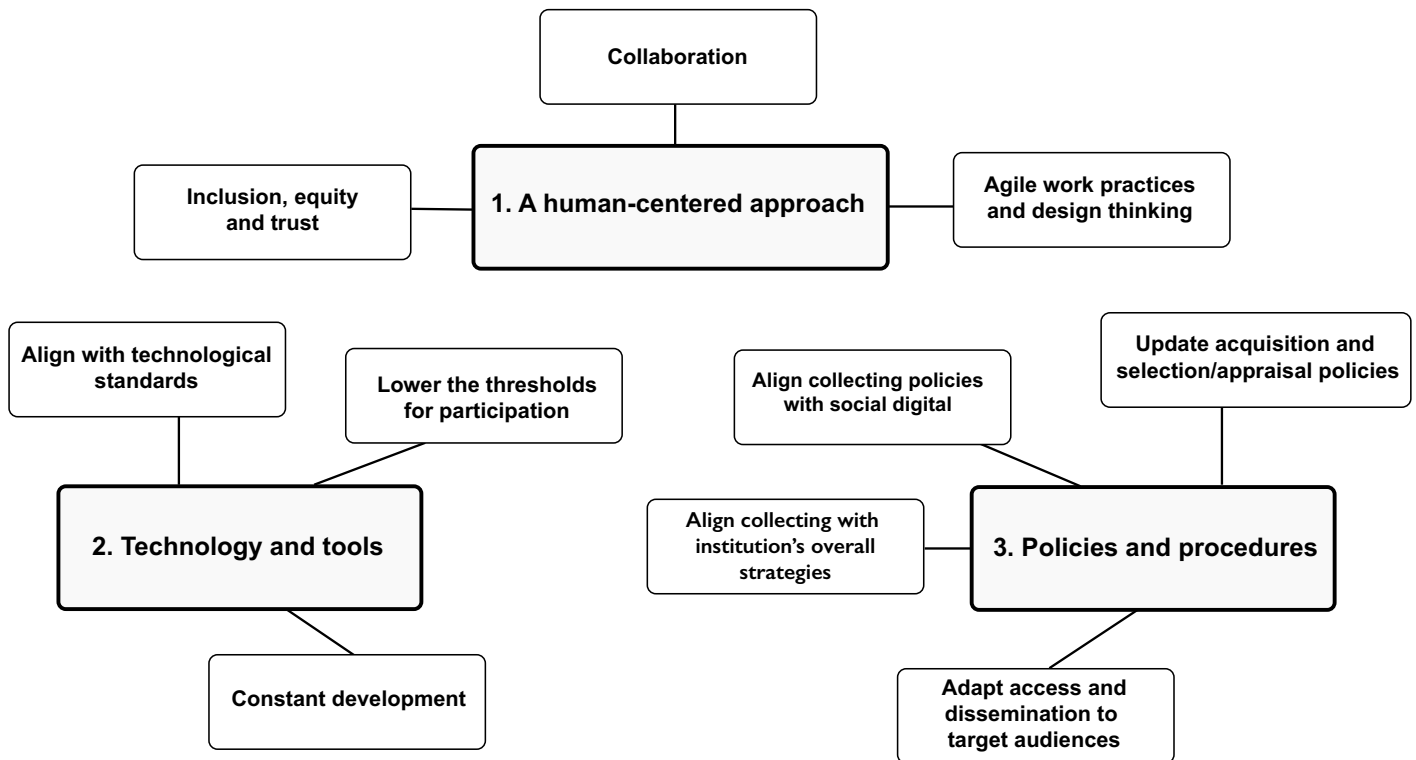 Collaboration
Inclusion, equity
and trust
1. A human-centered approach
Agile work practices
and design thinking
Align with technological
standards
Lower the thresholds
for participation
2. Technology and tools
Constant development
Align collecting policies
with social digital
Update acquisition and
selection/appraisal policies
Align collecting with
institution’s overall
strategies
3. Policies and procedures
Adapt access and
dissemination to
target audiences